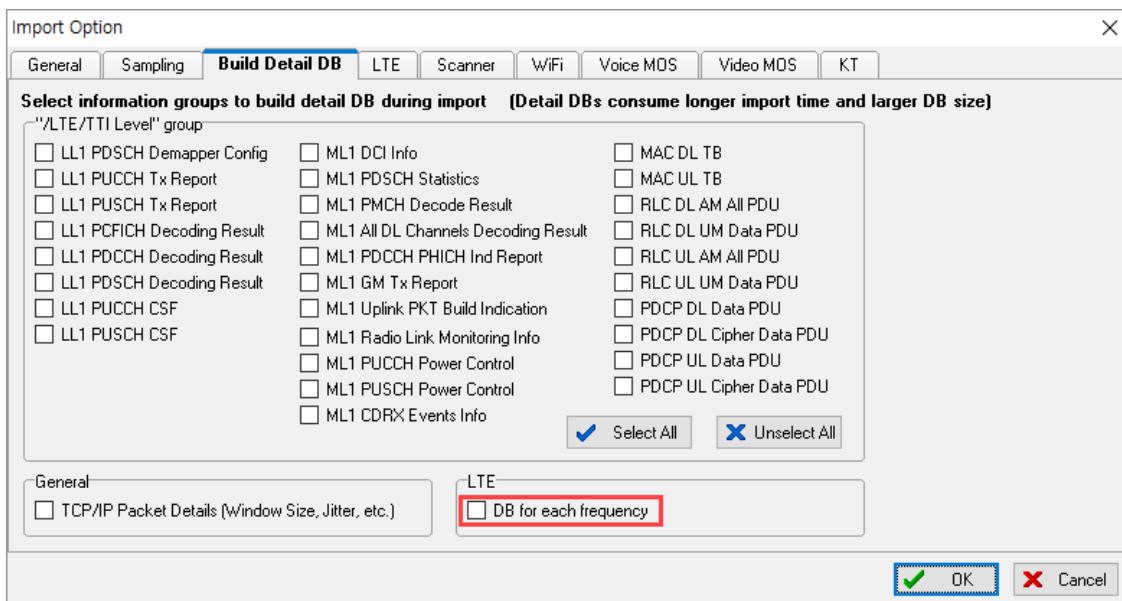 Import Option
General
Sampling
Build Detail DB
LTE
Scanner
WiFi
Voice MOS
Video MOS
KT
Select information groups to build detail DB during import (Detail DBs consume longer import time and larger DB size)
"/LTE/TTI Level" group
LL1 PDSCH Demapper Config
LL1 PUCCH Tx Report
LL1 PUSCH Tx Report
LL1 PCFICH Decoding Result
LL1 PDCCH Decoding Result
LL1 PDSCH Decoding Result
LL1 PUCCH CSF
LL1 PUSCH CSF
ML1 DCI Info
ML1 PDSCH Statistics
ML1 PMCH Decode Result
ML1 All DL Channels Decoding Result
ML1 PDCCH PHICH Ind Report
ML1 GM Tx Report
ML1 Uplink PKT Build Indication
ML1 Radio Link Monitoring Info
ML1 PUCCH Power Control
ML1 PUSCH Power Control
ML1 CDRX Events Info
MAC DL TB
MAC UL TB
RLC DL AM All PDU
RLC DL UM Data PDU
RLC UL AM All PDU
RLC UL UM Data PDU
PDCP DL Data PDU
PDCP DL Cipher Data PDU
PDCP UL Data PDU
PDCP UL Cipher Data PDU
Select All
Unselect All
General
TCP/IP Packet Details (Window Size, Jitter, etc.)
LTE
DB for each frequency
OK
Cancel